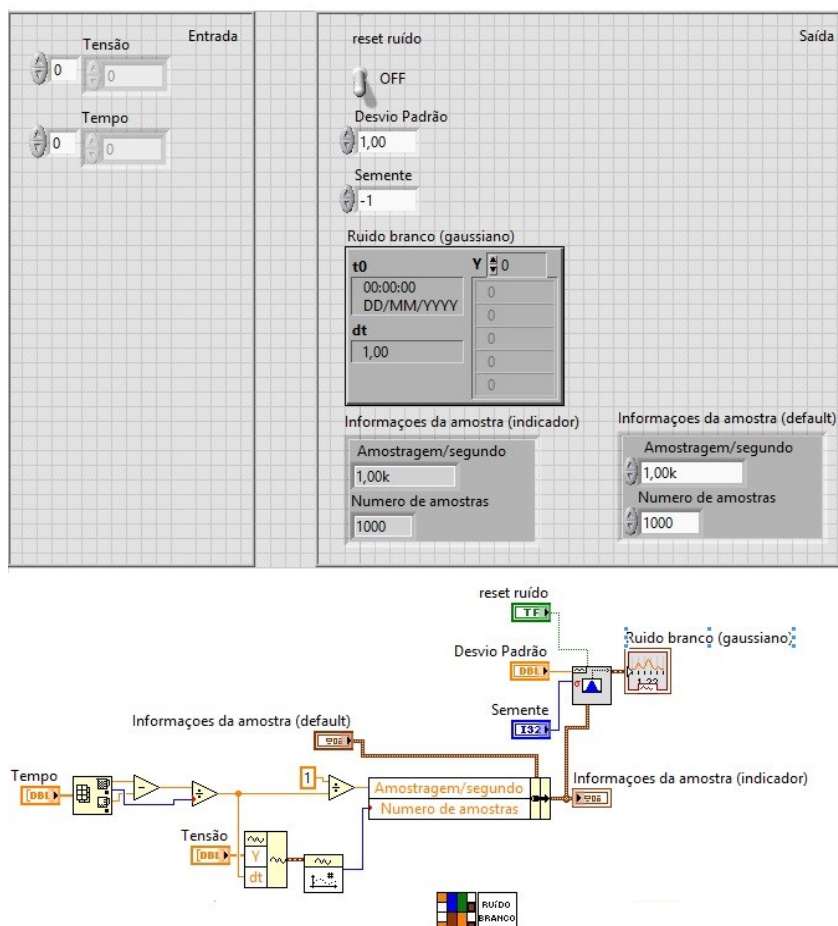 Entrada
Tensão
0
0
Tempo
0
0
Saída
reset ruído
OFF
Desvio Padrão
1,00
Semente
-1
Ruido branco (gaussiano)
t0
00:00:00
DD/MM/YYYY
dt
1,00
Y 0
0
0
0
0
0
Informaçoes da amostra (indicador)
Amostragem/segundo
1,00k
Numero de amostras
1000
Informaçoes da amostra (default)
Amostragem/segundo
1,00k
Numero de amostras
1000
reset ruído
TF
Desvio Padrão
DBL
Ruido branco (gaussiano)
Semente
I32
Informaçoes da amostra (default)
Tempo
[DBL]
1
Amostragem/segundo
Numero de amostras
Informaçoes da amostra (indicador)
Tensão
[DBL]
Y
dt
RUÍDO
BRANCO